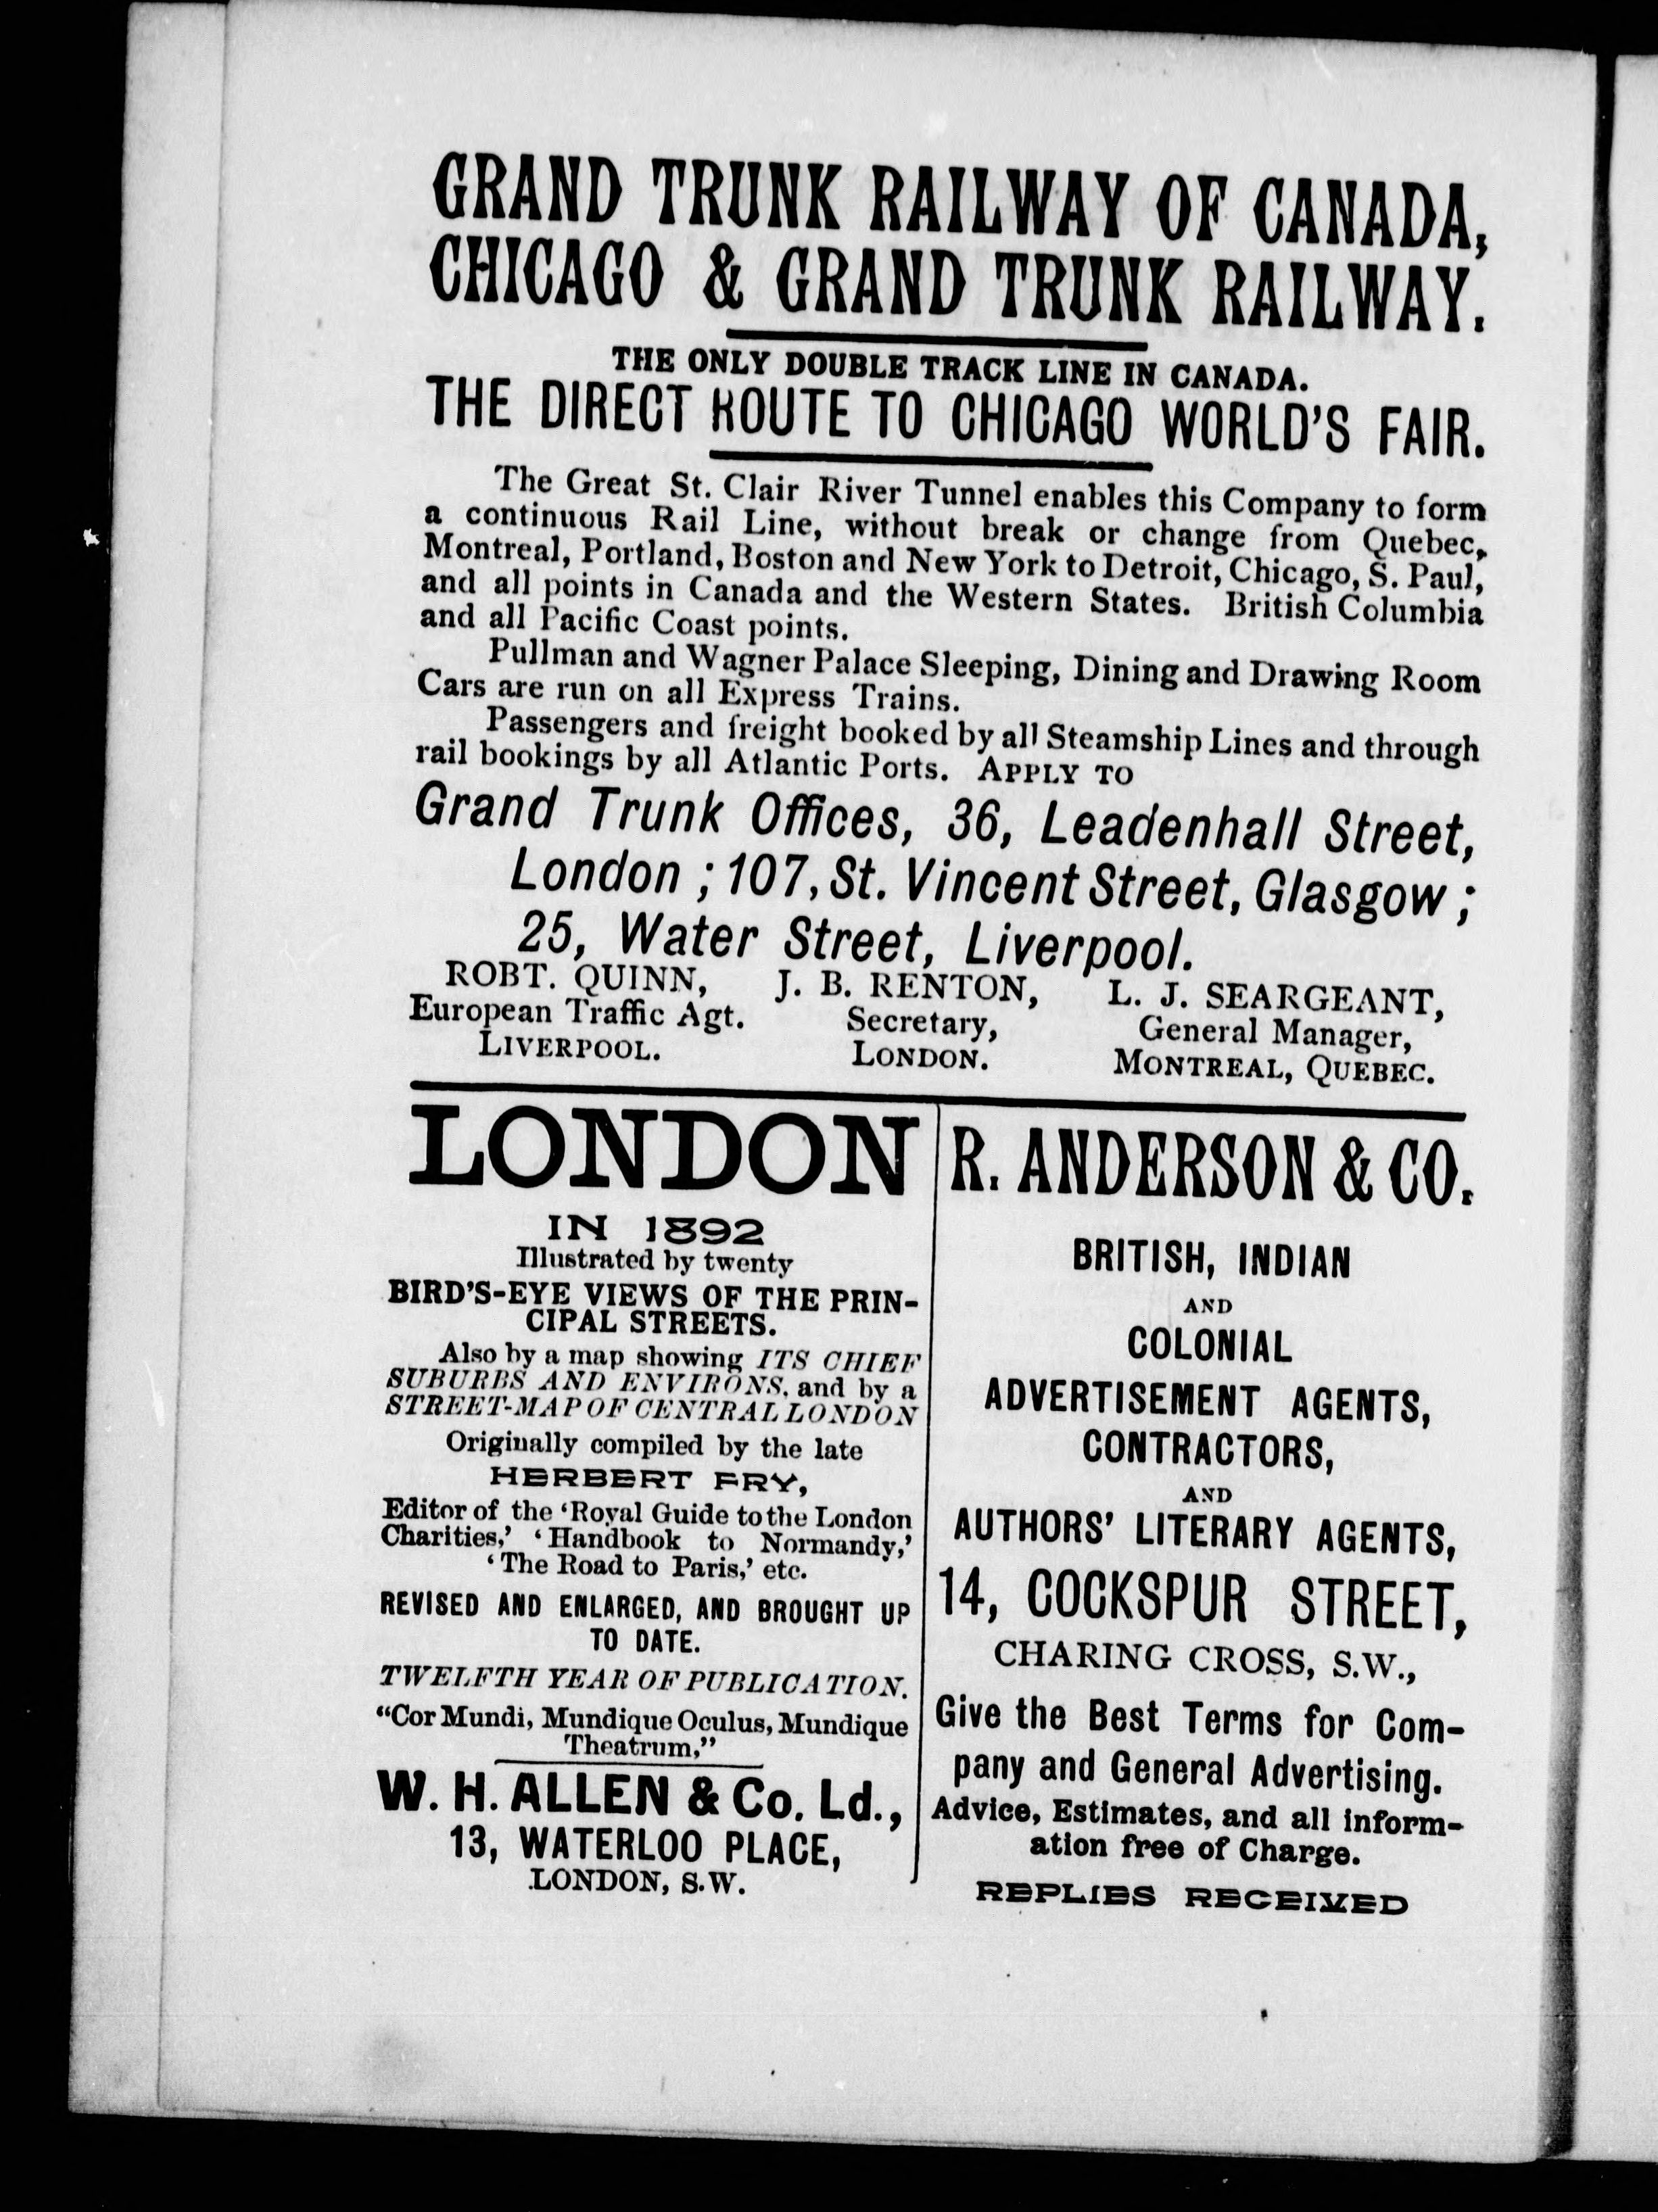 GRAND TRUNK RAILWAY OF CANADA,
CHICAGO & GRAND TRUNK RAILWAY.
THE ONLY DOUBLE TRACK LINE IN CANADA.
THE DIRECT ROUTE TO CHICAGO WORLD'S FAIR.
The Great St. Clair River Tunnel enables this Company to form
a continuous Rail Line, without break or change from Quebec,
Montreal, Portland, Boston and New York to Detroit, Chicago, S. Paul,
and all points in Canada and the Western States. British Columbia
and all Pacific Coast points.
Pullman and Wagner Palace Sleeping, Dining and Drawing Room
Cars are run on all Express Trains.
Passengers and freight booked by all Steamship Lines and through
rail bookings by all Atlantic Ports. APPLY TO
Grand Trunk Offices, 36, Leadenhall Street,
London ; 107, St. Vincent Street, Glasgow ;
25, Water Street, Liverpool.
ROBT. QUINN,
European Traffic Agt.
LIVERPOOL.
J. B. RENTON,
Secretary,
LONDON.
L. J. SEARGEANT,
General Manager,
MONTREAL, QUEBEC.
LONDON
IN 1892
Illustrated by twenty
BIRD'S-EYE VIEWS OF THE PRIN-
CIPAL STREETS.
Also by a map showing ITS CHIEF
SUBURBS AND ENVIRONS, and by a
STREET-MAP OF CENTRAL LONDON
Originally compiled by the late
HERBERT FRY,
Editor of the 'Royal Guide to the London
Charities,' 'Handbook to Normandy,'
'The Road to Paris,' etc.
REVISED AND ENLARGED, AND BROUGHT UP
TO DATE.
TWELFTH YEAR OF PUBLICATION.
"Cor Mundi, Mundique Oculus, Mundique
Theatrum,"
W. H. ALLEN & Co. Ld.,
13, WATERLOO PLACE,
LONDON, S.W.
R. ANDERSON & CO.
BRITISH, INDIAN
AND
COLONIAL
ADVERTISEMENT AGENTS,
CONTRACTORS,
AND
AUTHORS' LITERARY AGENTS,
14, COCKSPUR STREET,
CHARING CROSS, S.W.,
Give the Best Terms for Com-
pany and General Advertising.
Advice, Estimates, and all inform-
ation free of Charge.
REPLIES RECEIVED